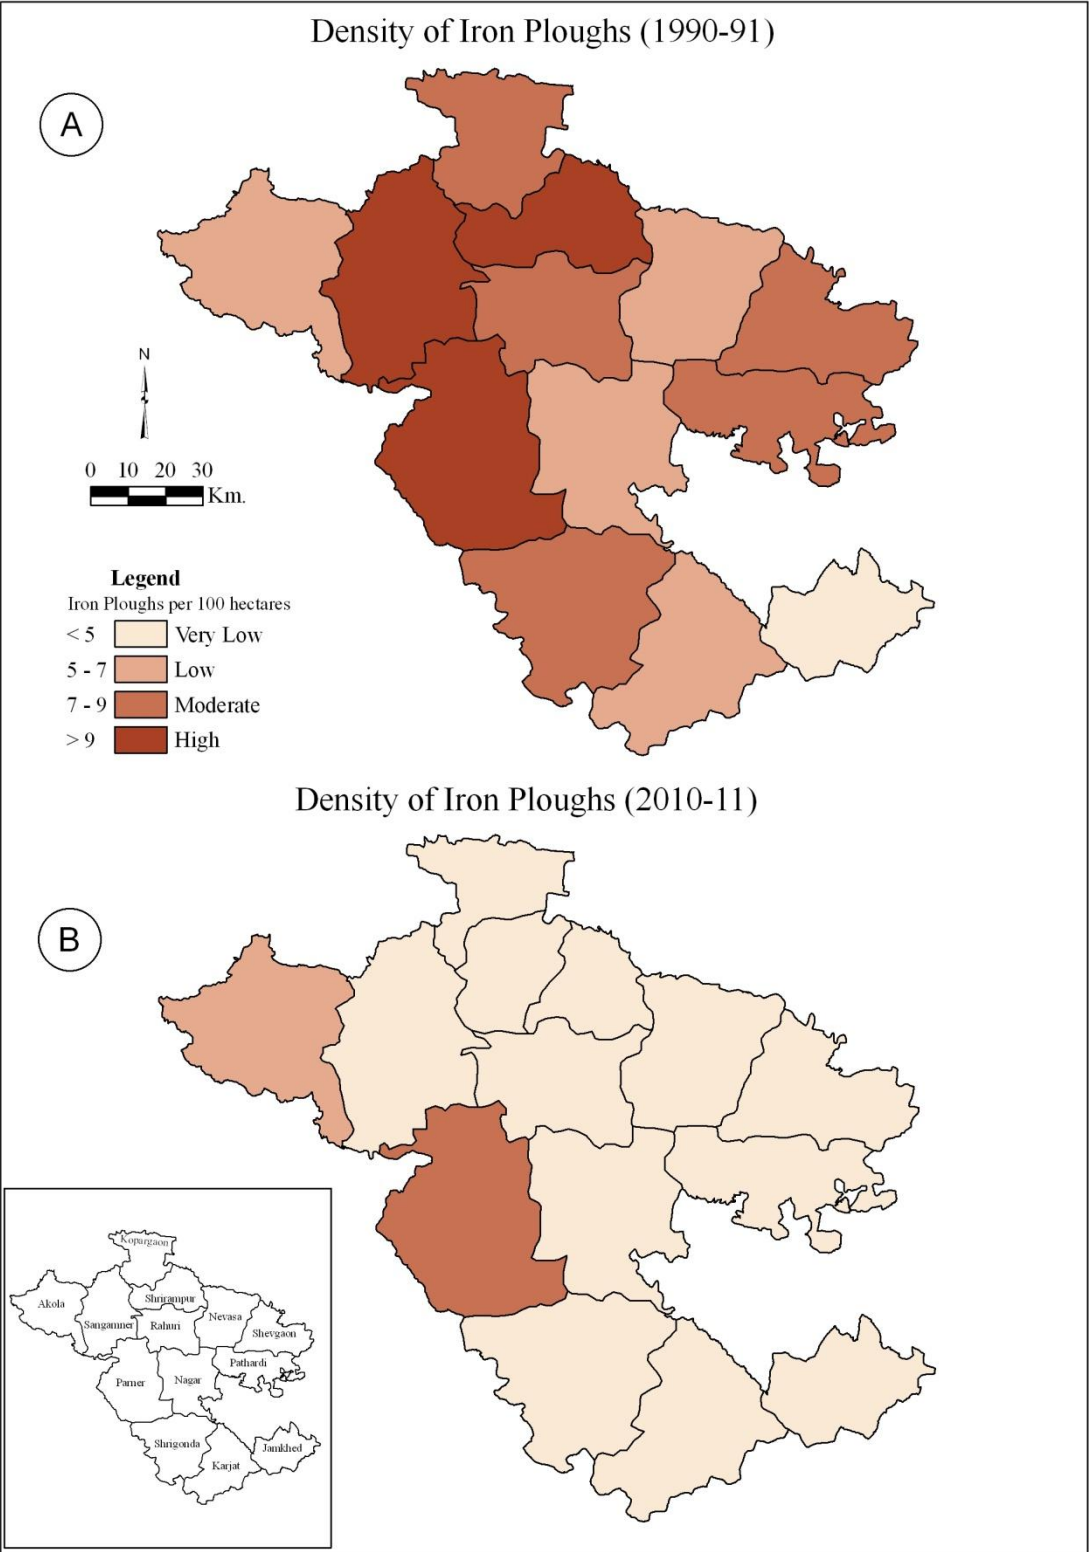 Density of Iron Ploughs (1990-91)
A
N
0 10 20 30
Km.
Legend
Iron Ploughs per 100 hectares
< 5 Very Low
5 - 7 Low
7 - 9 Moderate
> 9 High
Density of Iron Ploughs (2010-11)
B
Kopargaon
Akola
Shrirampur
Sangamner
Rahuri
Nevasa
Shevgaon
Pathardi
Parner
Nagar
Shrigonda
Jamkhed
Karjat